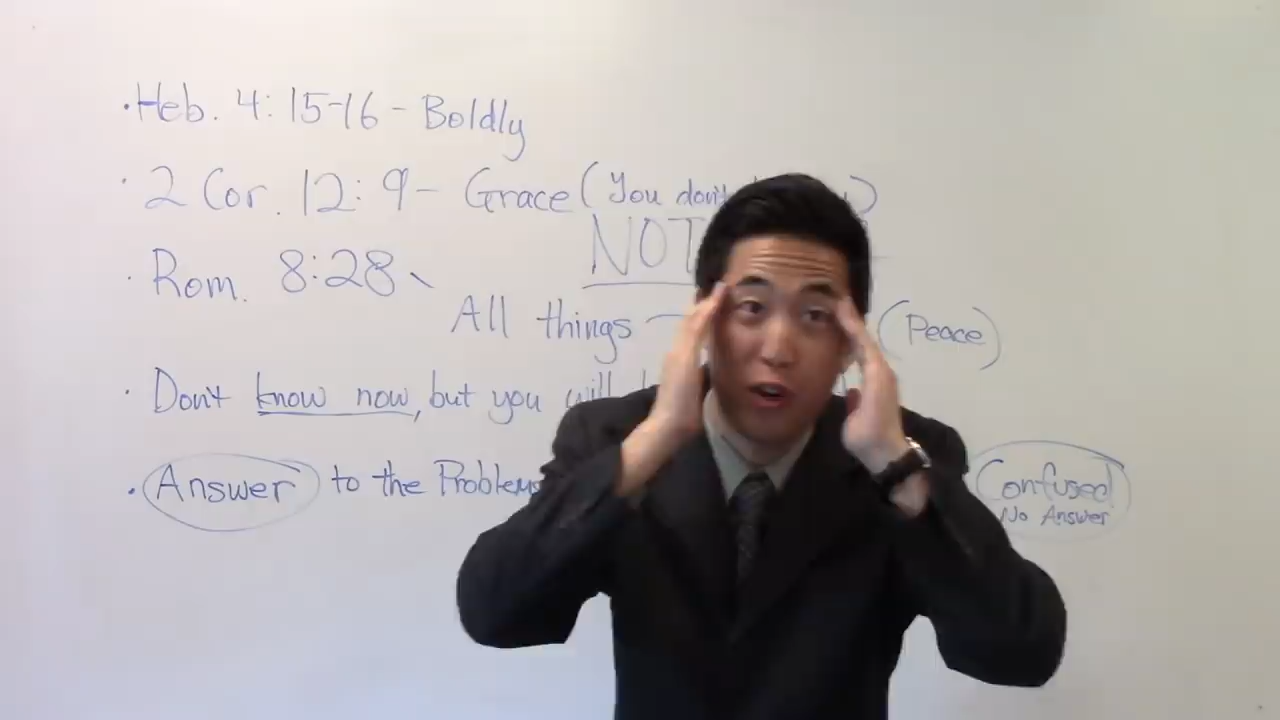 • Heb. 4:15-16 - Boldly
• 2 Cor. 12:9 - Grace (You don't
NOT
• Rom. 8:28
All things (Peace)
• Don't know now, but you will
• Answer to the Problems Confused
No Answer